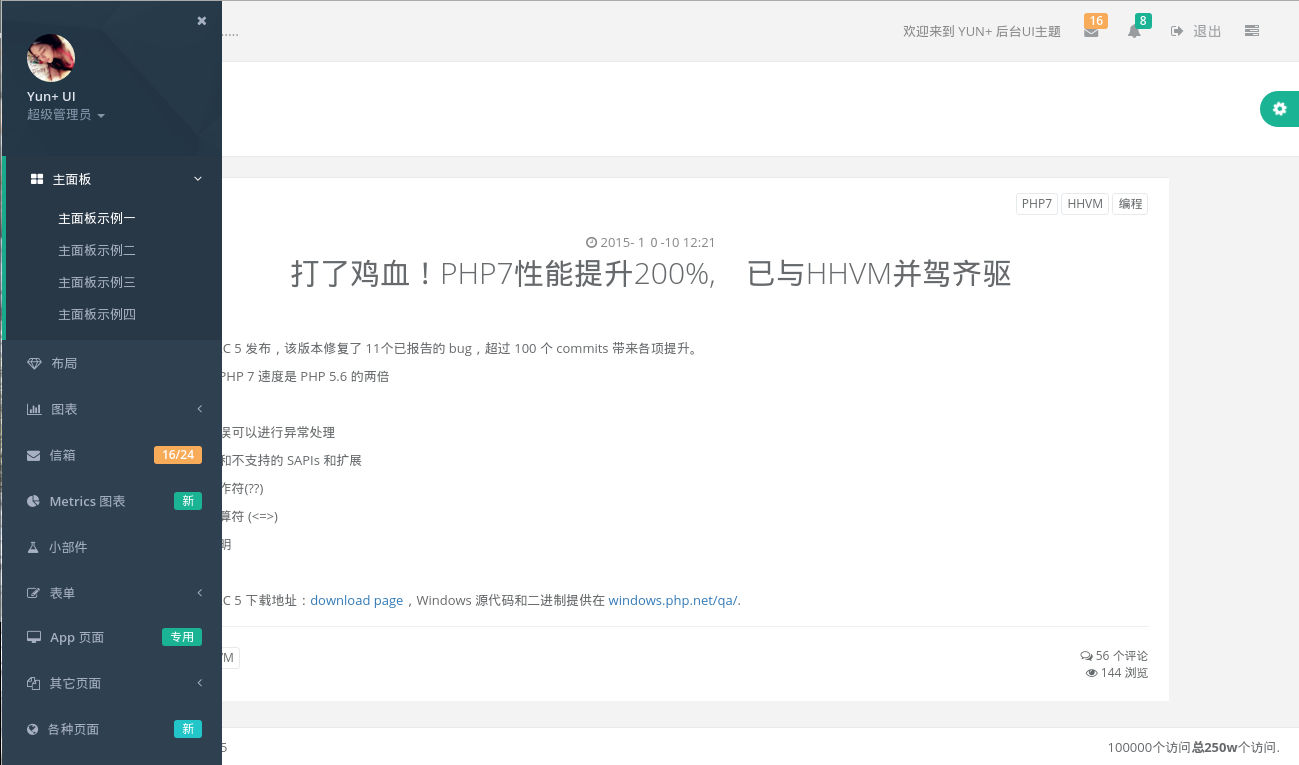 .....
欢迎来到 YUN+ 后台UI主题
16
8
退出
Yun+ UI
超级管理员
主面板
主面板示例一
主面板示例二
主面板示例三
主面板示例四
布局
图表
信箱 16/24
Metrics 图表 新
小部件
表单
App 页面 专用
其它页面
各种页面 新
PHP7 HHVM 编程
2015- 1 0 -10 12:21
打了鸡血！PHP7性能提升200%, 已与HHVM并驾齐驱
C 5 发布，该版本修复了 11个已报告的 bug，超过 100 个 commits 带来各项提升。
PHP 7 速度是 PHP 5.6 的两倍
误可以进行异常处理
和不支持的 SAPIs 和扩展
作符(??)
算符 (<=>)
明
C 5 下载地址：download page，Windows 源代码和二进制提供在 windows.php.net/qa/.
VM
56 个评论
144 浏览
5
100000个访问总250w个访问.